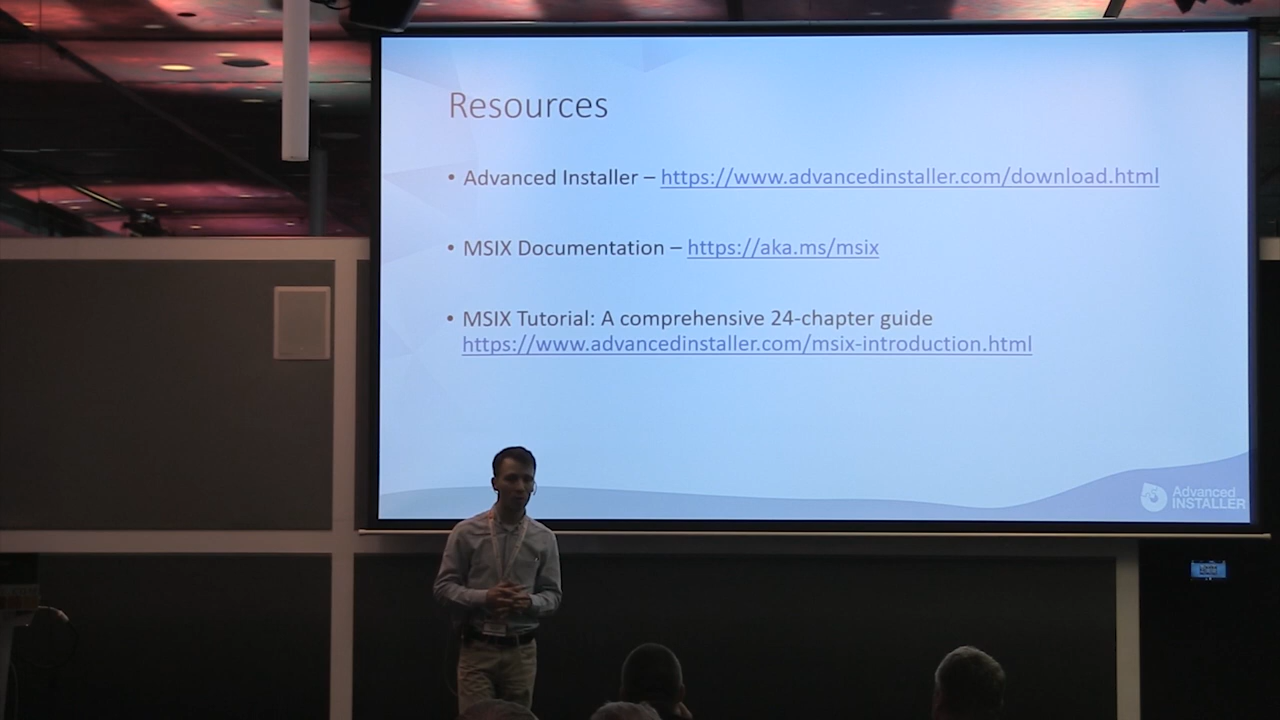 Resources
• Advanced Installer – https://www.advancedinstaller.com/download.html
• MSIX Documentation – https://aka.ms/msix
• MSIX Tutorial: A comprehensive 24-chapter guide
https://www.advancedinstaller.com/msix-introduction.html
Advanced
INSTALLER